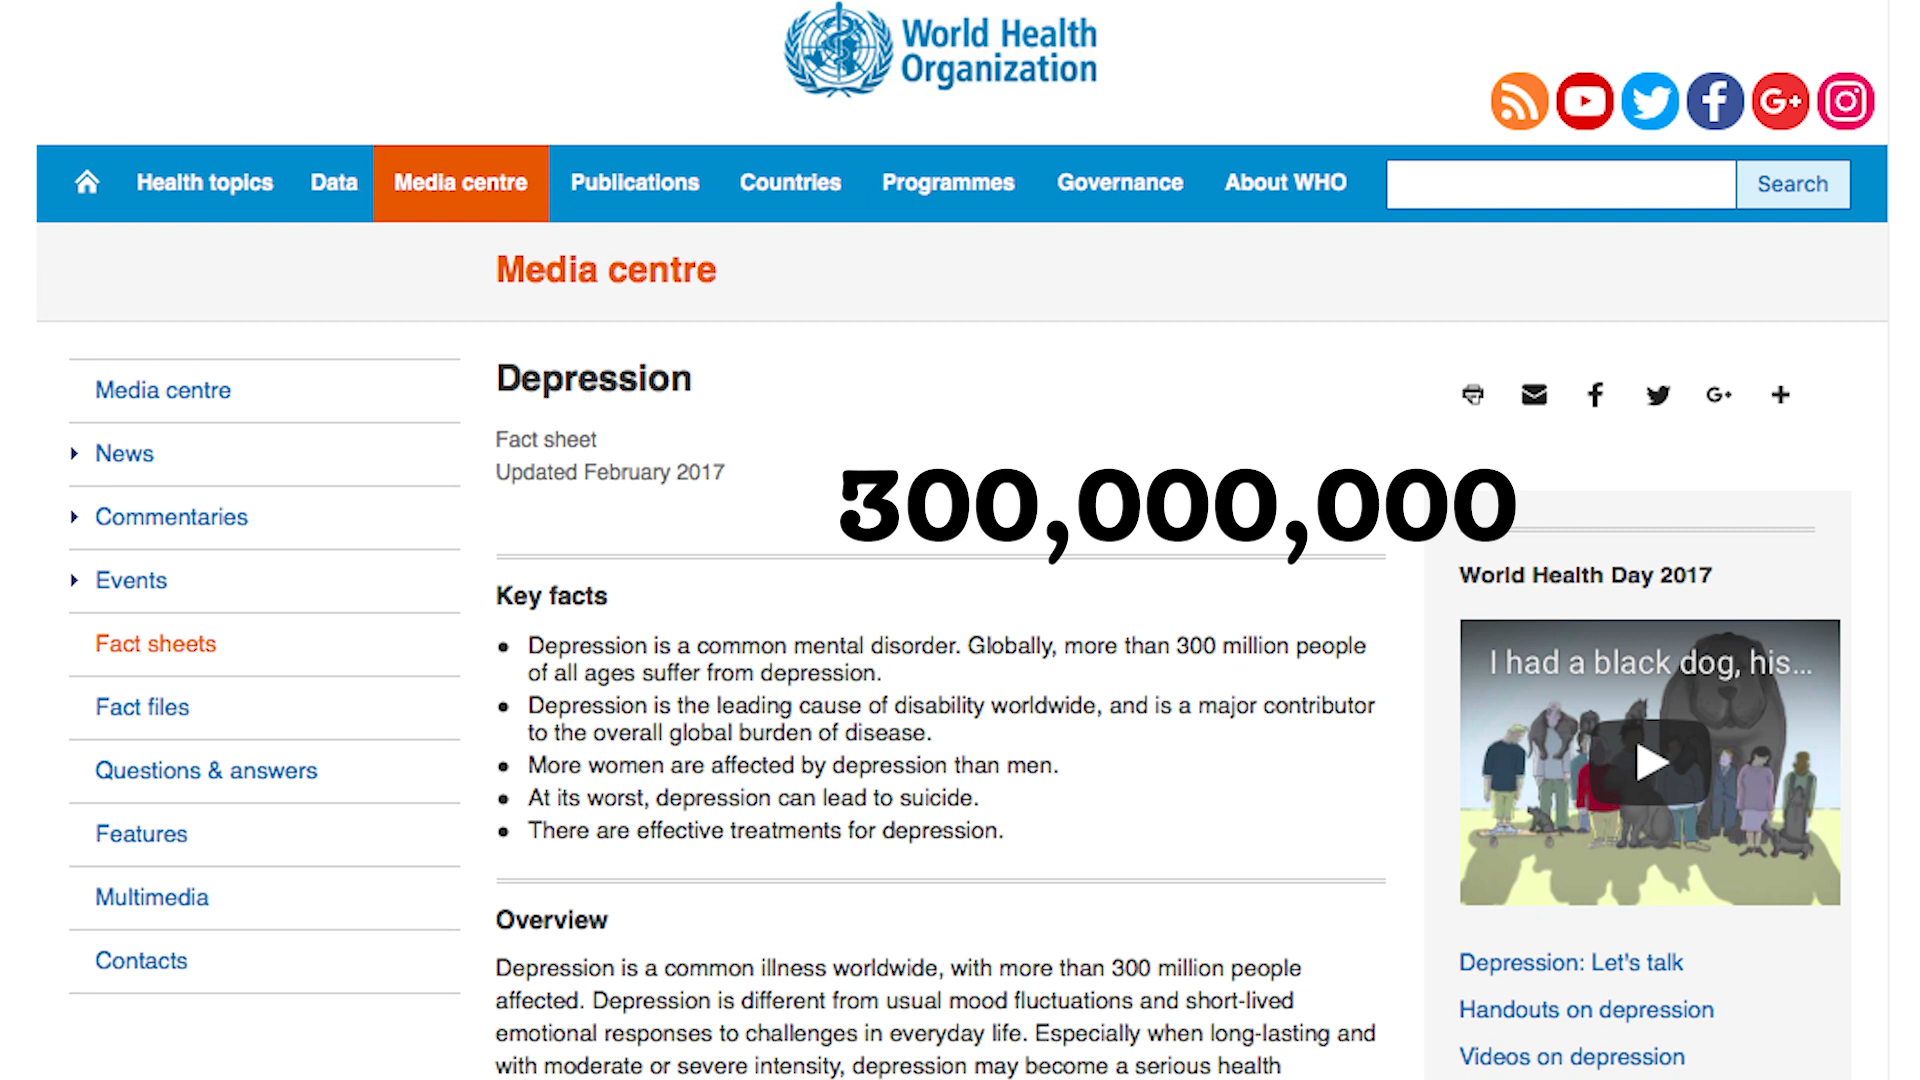 World Health
Organization
Health topics
Data
Media centre
Publications
Countries
Programmes
Governance
About WHO
Search
Media centre
Media centre
News
Commentaries
Events
Fact sheets
Fact files
Questions & answers
Features
Multimedia
Contacts
Depression
Fact sheet
Updated February 2017
300,000,000
Key facts
Depression is a common mental disorder. Globally, more than 300 million people
of all ages suffer from depression.
Depression is the leading cause of disability worldwide, and is a major contributor
to the overall global burden of disease.
More women are affected by depression than men.
At its worst, depression can lead to suicide.
There are effective treatments for depression.
Overview
Depression is a common illness worldwide, with more than 300 million people
affected. Depression is different from usual mood fluctuations and short-lived
emotional responses to challenges in everyday life. Especially when long-lasting and
with moderate or severe intensity, depression may become a serious health
G+
G+
World Health Day 2017
I had a black dog, his...
Depression: Let's talk
Handouts on depression
Videos on depression